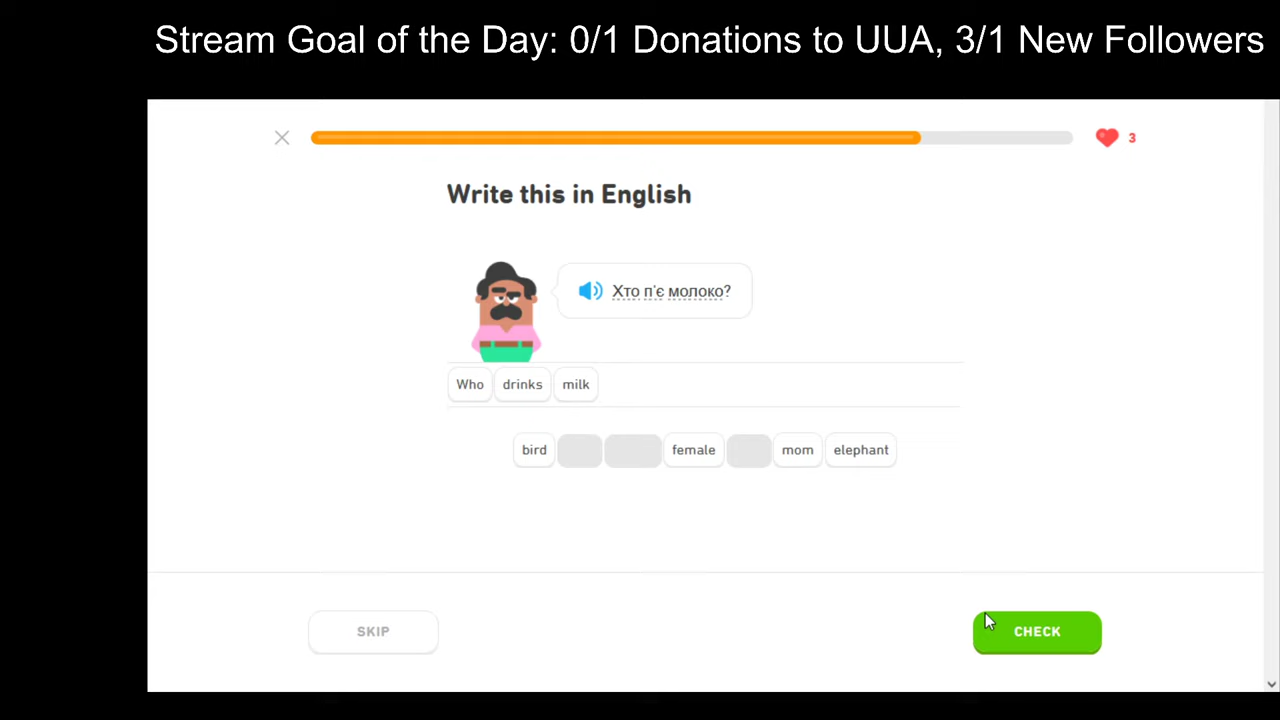 Stream Goal of the Day: 0/1 Donations to UUA, 3/1 New Followers
3
Write this in English
Хто п'є молоко?
Who drinks milk
bird female mom elephant
SKIP CHECK